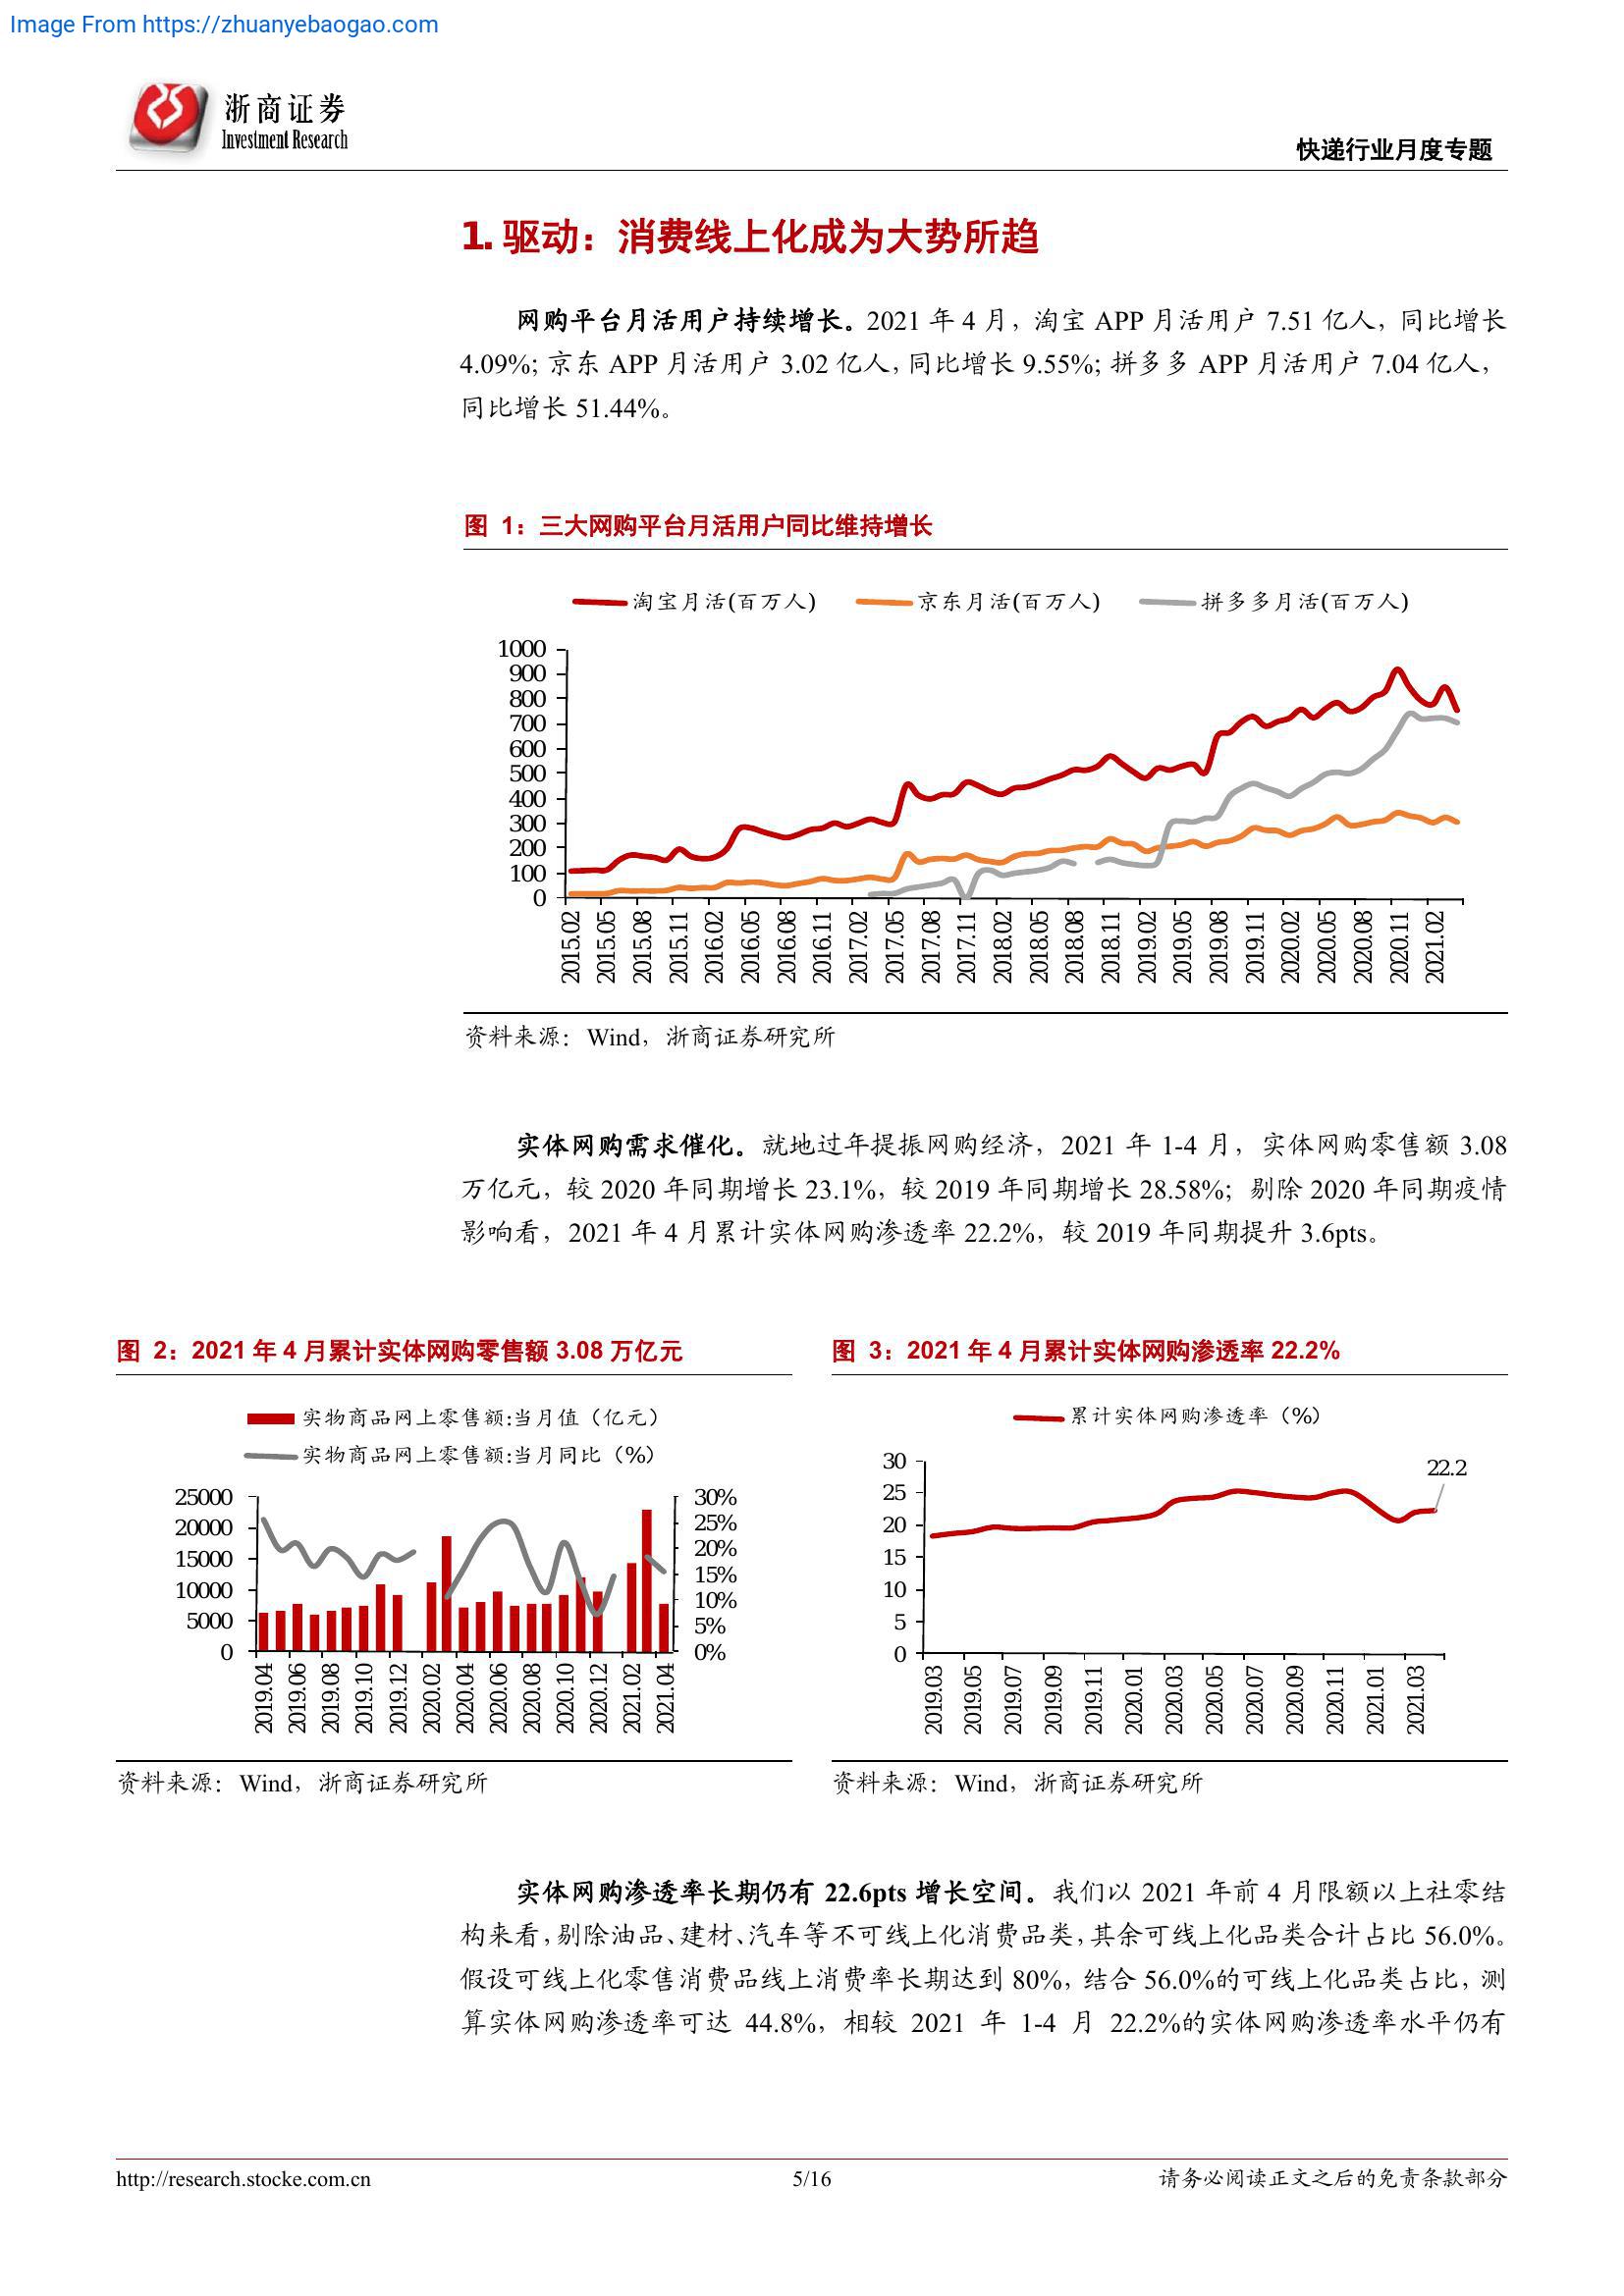 Image From https://zhuanyebaogao.com
浙商证券
Investment Research
快递行业月度专题
1. 驱动：消费线上化成为大势所趋
网购平台月活用户持续增长。2021 年 4 月，淘宝 APP 月活用户 7.51 亿人，同比增长
4.09%；京东 APP 月活用户 3.02 亿人，同比增长 9.55%；拼多多 APP 月活用户 7.04 亿人，
同比增长 51.44%。
图 1：三大网购平台月活用户同比维持增长
淘宝月活(百万人) 京东月活(百万人) 拼多多月活(百万人)
1000
900
800
700
600
500
400
300
200
100
0
2015.02 2015.05 2015.08 2015.11 2016.02 2016.05 2016.08 2016.11 2017.02 2017.05 2017.08 2017.11 2018.02 2018.05 2018.08 2018.11 2019.02 2019.05 2019.08 2019.11 2020.02 2020.05 2020.08 2020.11 2021.02
资料来源：Wind，浙商证券研究所
实体网购需求催化。就地过年提振网购经济，2021 年 1-4 月，实体网购零售额 3.08
万亿元，较 2020 年同期增长 23.1%，较 2019 年同期增长 28.58%；剔除 2020 年同期疫情
影响看，2021 年 4 月累计实体网购渗透率 22.2%，较 2019 年同期提升 3.6pts。
图 2：2021 年 4 月累计实体网购零售额 3.08 万亿元
实物商品网上零售额:当月值（亿元）
实物商品网上零售额:当月同比（%）
25000
20000
15000
10000
5000
0
30%
25%
20%
15%
10%
5%
0%
2019.04 2019.06 2019.08 2019.10 2019.12 2020.02 2020.04 2020.06 2020.08 2020.10 2020.12 2021.02 2021.04
资料来源：Wind，浙商证券研究所
图 3：2021 年 4 月累计实体网购渗透率 22.2%
累计实体网购渗透率（%）
30
25
20
15
10
5
0
22.2
2019.03 2019.05 2019.07 2019.09 2019.11 2020.01 2020.03 2020.05 2020.07 2020.09 2020.11 2021.01 2021.03
资料来源：Wind，浙商证券研究所
实体网购渗透率长期仍有 22.6pts 增长空间。我们以 2021 年前 4 月限额以上社零结
构来看，剔除油品、建材、汽车等不可线上化消费品类，其余可线上化品类合计占比 56.0%。
假设可线上化零售消费品线上消费率长期达到 80%，结合 56.0%的可线上化品类占比，测
算实体网购渗透率可达 44.8%，相较 2021 年 1-4 月 22.2%的实体网购渗透率水平仍有
http://research.stocke.com.cn
5/16
请务必阅读正文之后的免责条款部分